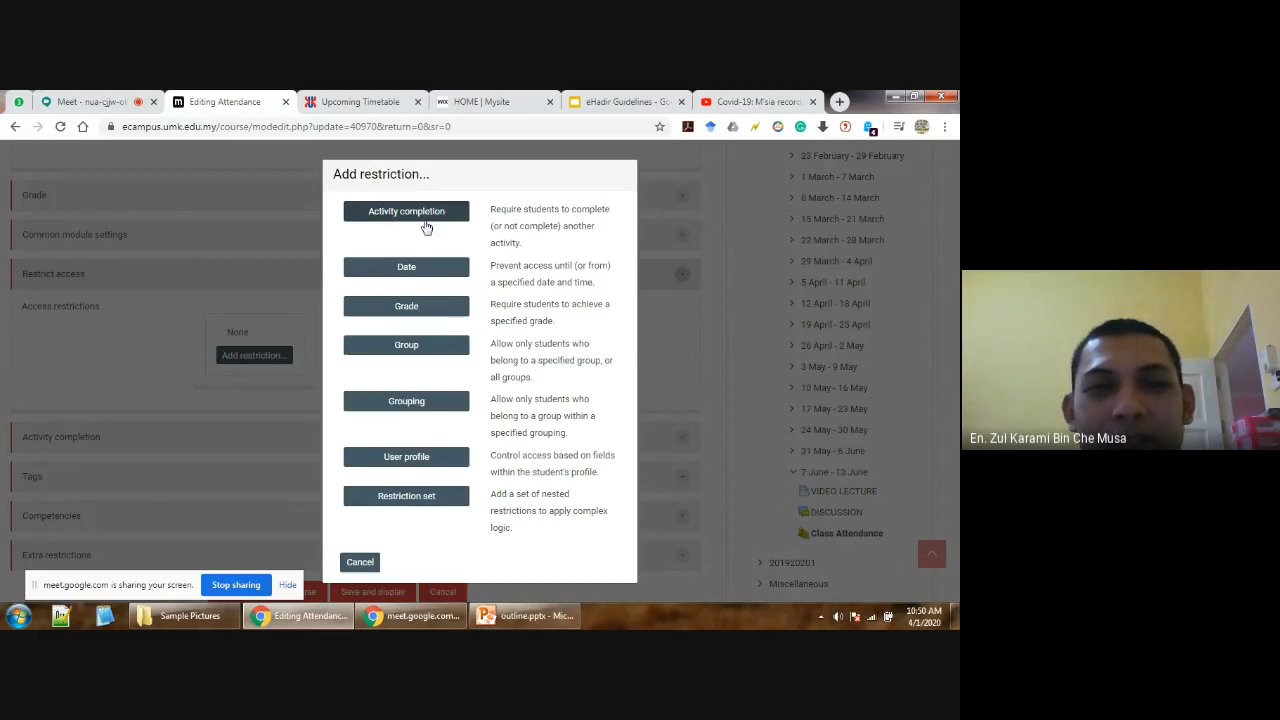 Meet - nua-cjjw-o
Editing Attendance
Upcoming Timetable
HOME | Mysite
eHadir Guidelines - Go
Covid-19: M'sia records
ecampus.umk.edu.my/course/modedit.php?update=40970&return=0&sr=0
4
Add restriction...
Activity completion
Require students to complete
(or not complete) another
activity.
Date
Prevent access until (or from)
a specified date and time.
Grade
Require students to achieve a
specified grade.
Group
Allow only students who
belong to a specified group, or
all groups.
Grouping
Allow only students who
belong to a group within a
specified grouping.
User profile
Control access based on fields
within the student's profile.
Restriction set
Add a set of nested
restrictions to apply complex
logic.
Cancel
Grade
Common module settings
Restrict access
Access restrictions
None
Add restriction...
Activity completion
Tags
Competencies
Extra restrictions
Save and display
Cancel
23 February - 29 February
1 March - 7 March
8 March - 14 March
15 March - 21 March
22 March - 28 March
29 March - 4 April
5 April - 11 April
12 April - 18 April
19 April - 25 April
26 April - 2 May
3 May - 9 May
10 May - 16 May
17 May - 23 May
24 May - 30 May
31 May - 6 June
7 June - 13 June
VIDEO LECTURE
DISCUSSION
Class Attendance
201920201
Miscellaneous
meet.google.com is sharing your screen.
Stop sharing
Hide
Sample Pictures
Editing Attendanc...
meet.google.com...
outline.pptx - Mic...
10:50 AM
4/1/2020
En. Zul Karami Bin Che Musa